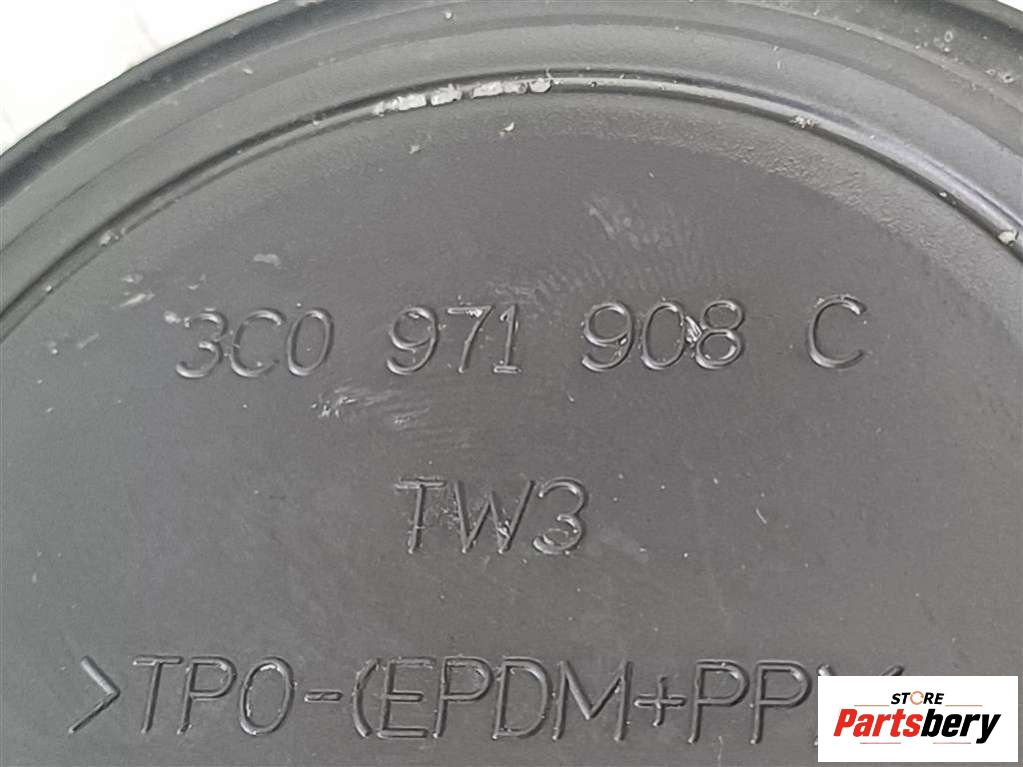 3C0 971 908 C
TW3
>TPO-(EPDM+PP)<
STORE
Partsbery